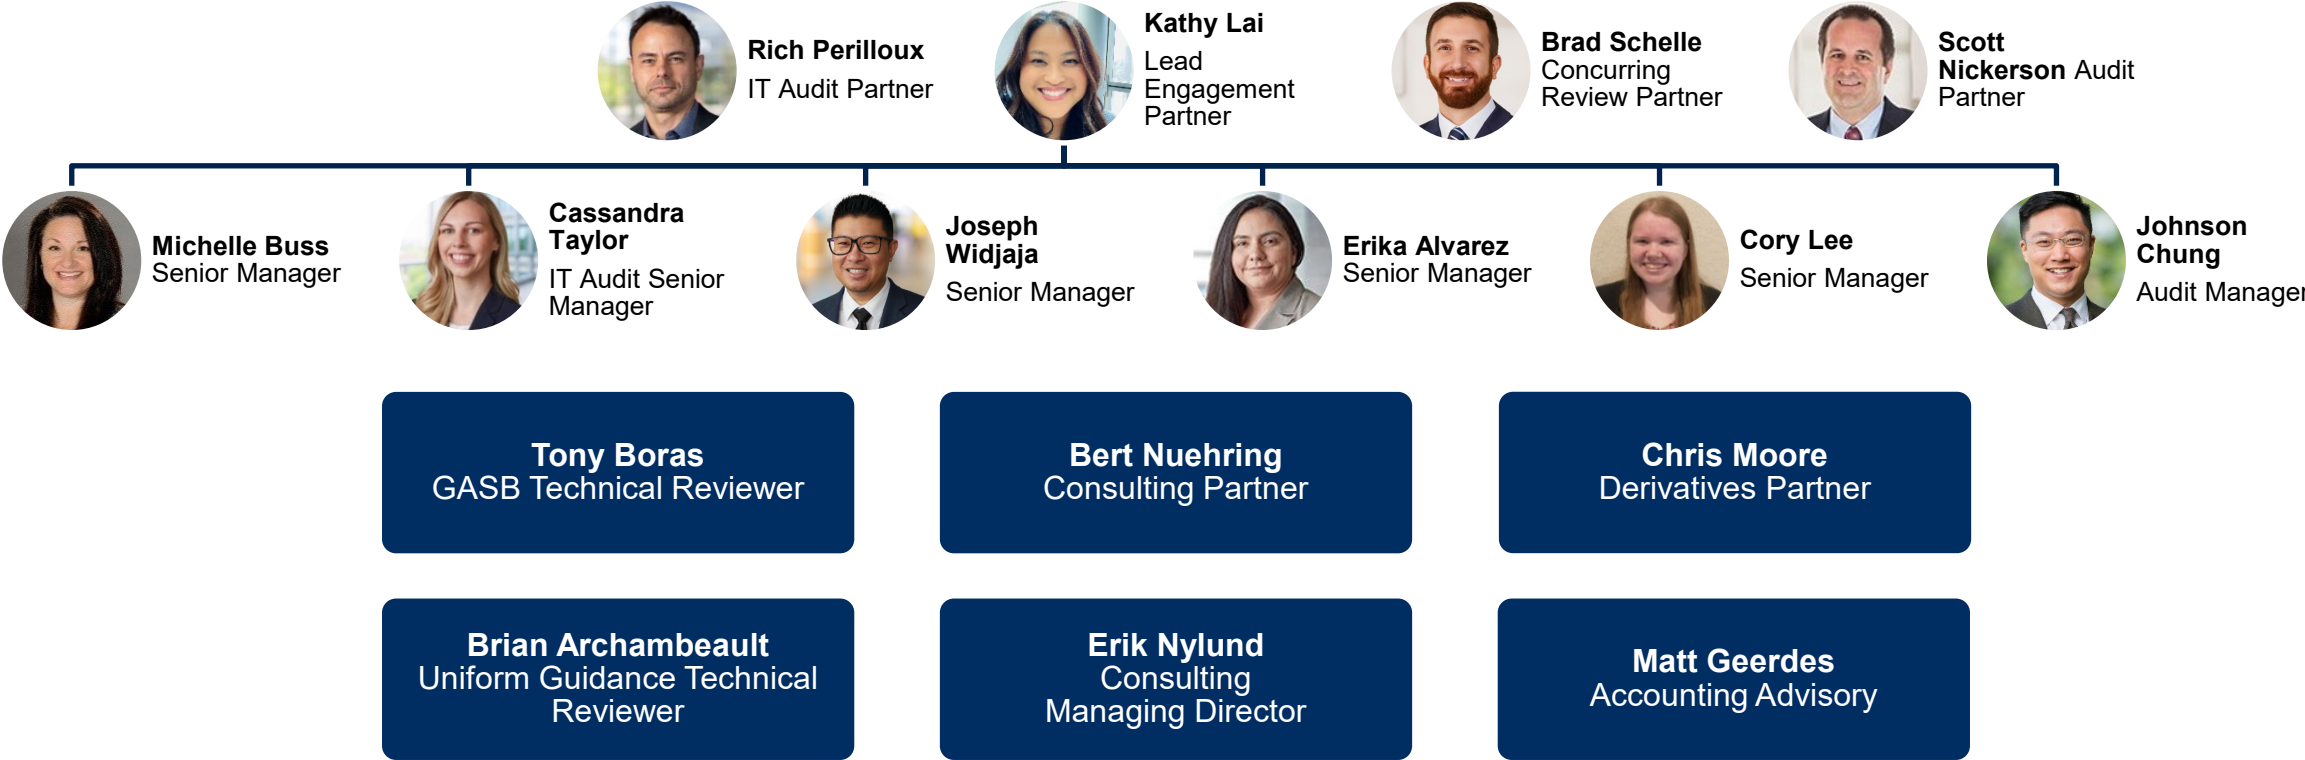 Rich Perilloux
IT Audit Partner
Kathy Lai
Lead
Engagement
Partner
Brad Schelle
Concurring
Review Partner
Scott
Nickerson Audit
Partner
Michelle Buss
Senior Manager
Cassandra
Taylor
IT Audit Senior
Manager
Joseph
Widjaja
Senior Manager
Erika Alvarez
Senior Manager
Cory Lee
Senior Manager
Johnson
Chung
Audit Manager
Tony Boras
GASB Technical Reviewer
Bert Nuehring
Consulting Partner
Chris Moore
Derivatives Partner
Brian Archambeault
Uniform Guidance Technical
Reviewer
Erik Nylund
Consulting
Managing Director
Matt Geerdes
Accounting Advisory